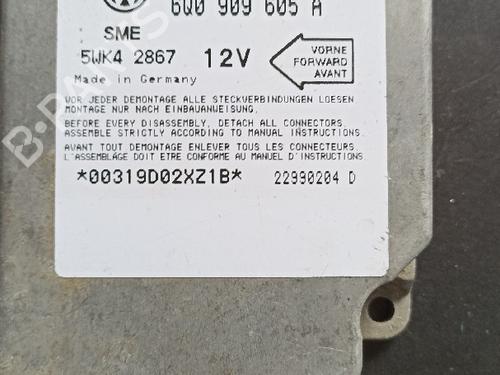 6Q0 909 605 A
SME
5WK4 2867 12V
VORNE
FORWARD
AVANT
Made in Germany
VOR JEDER DEMONTAGE ALLE STECKVERBINDUNGEN LOESEN
MONTAGE NUR NACH EINBAUANWEISUNG.
BEFORE EVERY DISASSEMBLY, DETACH ALL CONNECTORS.
ASSEMBLE STRICTLY ACCORDING TO MANUAL INSTRUCTIONS.
AVANT TOUT DEMONTAGE ENLEVER TOUS LES CONNECTEURS.
L'ASSEMBLAGE DOIT ETRE CONFORME AU MANUEL D'INSTRUCTIONS.
*00319D02XZ1B* 22990204 D
B-PARTS